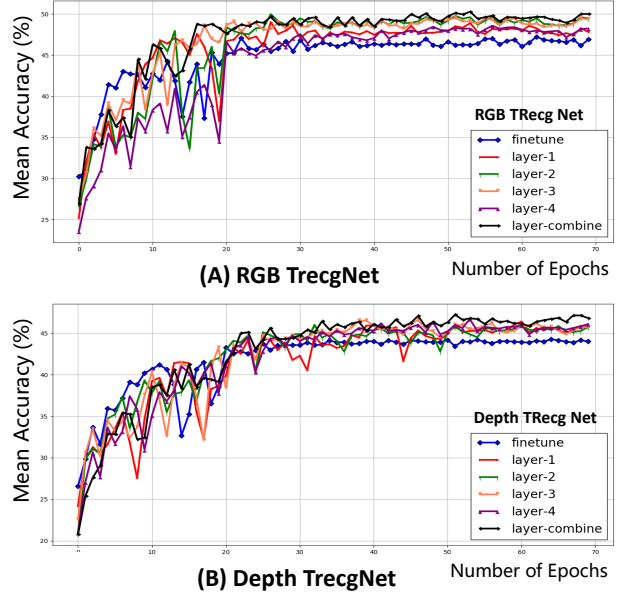 Mean Accuracy (%)
50
45
40
35
30
25
RGB TRecg Net
finetune
layer-1
layer-2
layer-3
layer-4
layer-combine
0
10
20
30
40
50
60
70
(A) RGB TrecgNet
Number of Epochs
Mean Accuracy (%)
45
40
35
30
25
20
Depth TRecg Net
finetune
layer-1
layer-2
layer-3
layer-4
layer-combine
0
10
20
30
40
50
60
70
(B) Depth TrecgNet
Number of Epochs